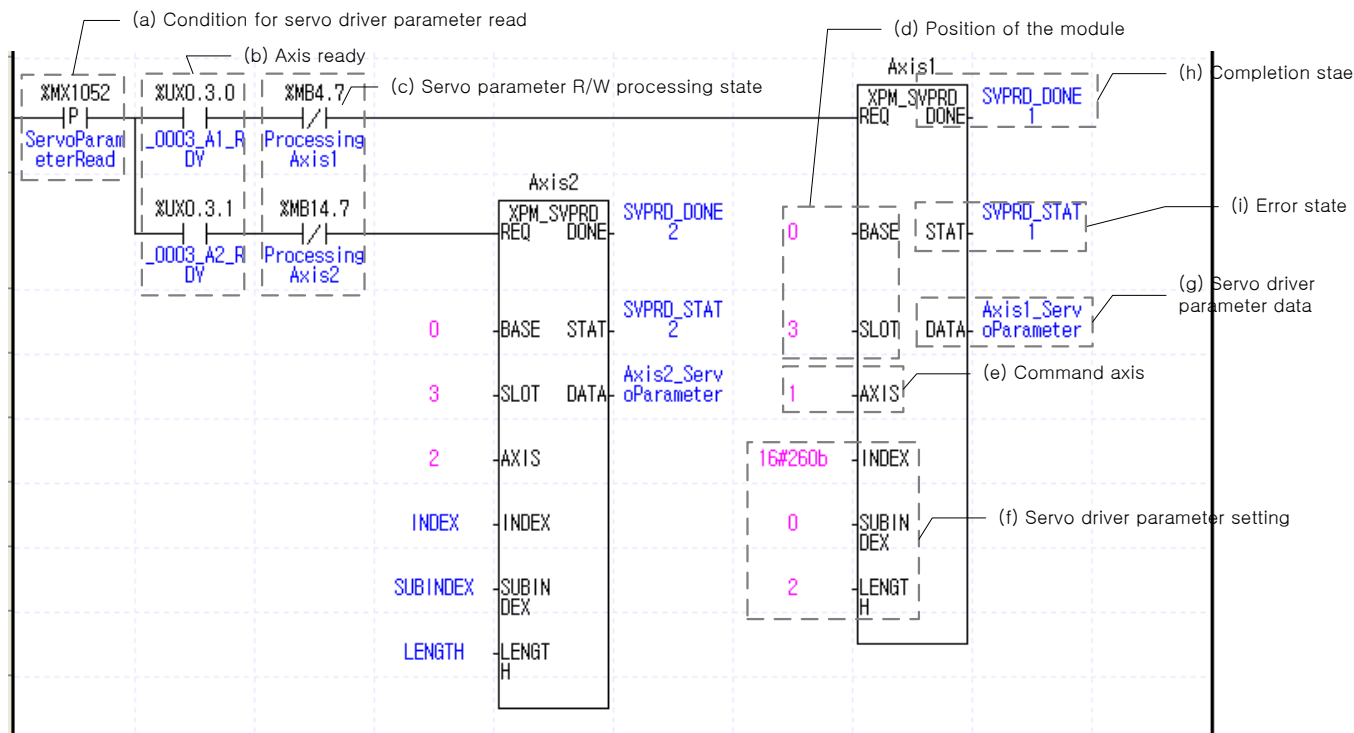 (a) Condition for servo driver parameter read
(b) Axis ready
(c) Servo parameter R/W processing state
(d) Position of the module
(h) Completion stae
(i) Error state
(g) Servo driver
parameter data
(e) Command axis
(f) Servo driver parameter setting
%MX1052
P
ServoParam
eterRead
%UX0.3.0
_0003_A1_R
DY
%MB4.7
Processing
Axis1
%UX0.3.1
_0003_A2_R
DY
%MB14.7
Processing
Axis2
Axis2
XPM_SVPRD
REQ DONE
SVPRD_DONE
2
0
BASE STAT
SVPRD_STAT
2
3
SLOT DATA
Axis2_Serv
oParameter
2
AXIS
INDEX
INDEX
SUBINDEX
SUBIN
DEX
LENGTH
LENGT
H
Axis1
XPM_SVPRD
REQ DONE
SVPRD_DONE
1
0
BASE STAT
SVPRD_STAT
1
3
SLOT DATA
Axis1_Serv
oParameter
1
AXIS
16#260b
INDEX
0
SUBIN
DEX
2
LENGT
H